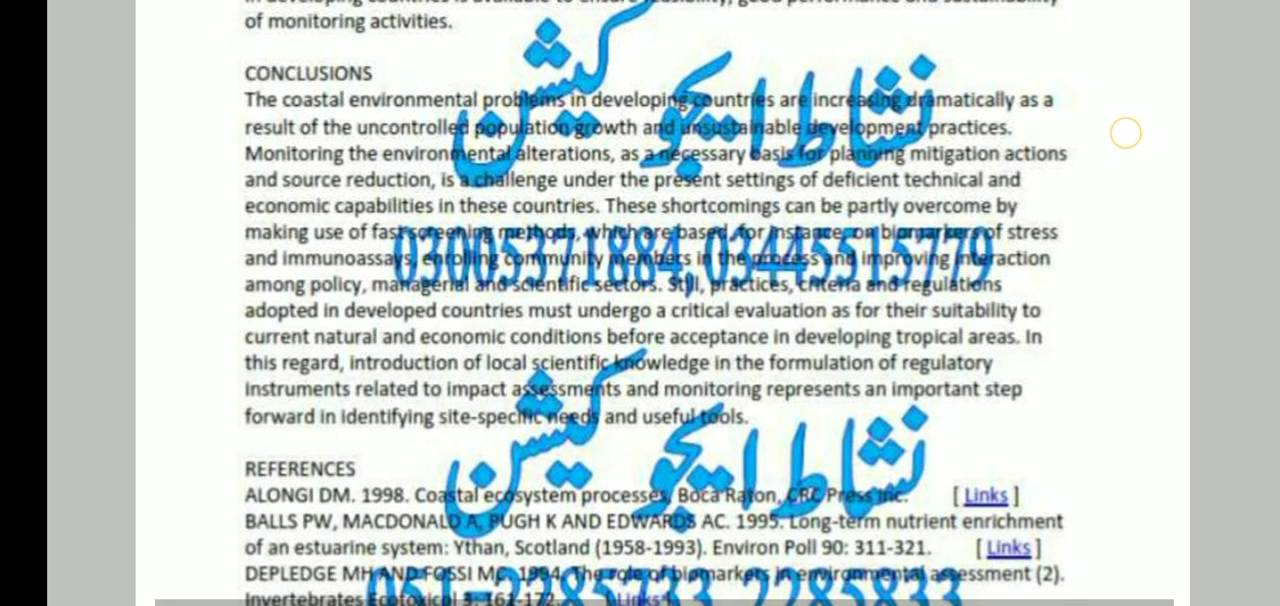 of monitoring activities.
CONCLUSIONS
The coastal environmental problems in developing countries are increasing dramatically as a
result of the uncontrolled population growth and unsustainable development practices.
Monitoring the environmental alterations, as a necessary basis for planning mitigation actions
and source reduction, is a challenge under the present settings of deficient technical and
economic capabilities in these countries. These shortcomings can be partly overcome by
making use of fast screening methods, which are based, for instance, on biomarkers of stress
and immunoassays, enrolling community members in the process and improving interaction
among policy, managerial and scientific sectors. Still, practices, criteria and regulations
adopted in developed countries must undergo a critical evaluation as for their suitability to
current natural and economic conditions before acceptance in developing tropical areas. In
this regard, introduction of local scientific knowledge in the formulation of regulatory
instruments related to impact assessments and monitoring represents an important step
forward in identifying site-specific needs and useful tools.
REFERENCES
ALONGI DM. 1998. Coastal ecosystem processes, Boca Raton, CRC Press Inc. [ Links ]
BALLS PW, MACDONALD A, PUGH K AND EDWARDS AC. 1995. Long-term nutrient enrichment
of an estuarine system: Ythan, Scotland (1958-1993). Environ Poll 90: 311-321. [ Links ]
DEPLEDGE MH AND FOSSI MC. 1994. The role of biomarkers in environmental assessment (2).
Invertebrates Ecotoxicol 3: 161-172. [ Links ]
نشاط ایجوکیشن
03005371884, 03445515779
نشاط ایجوکیشن